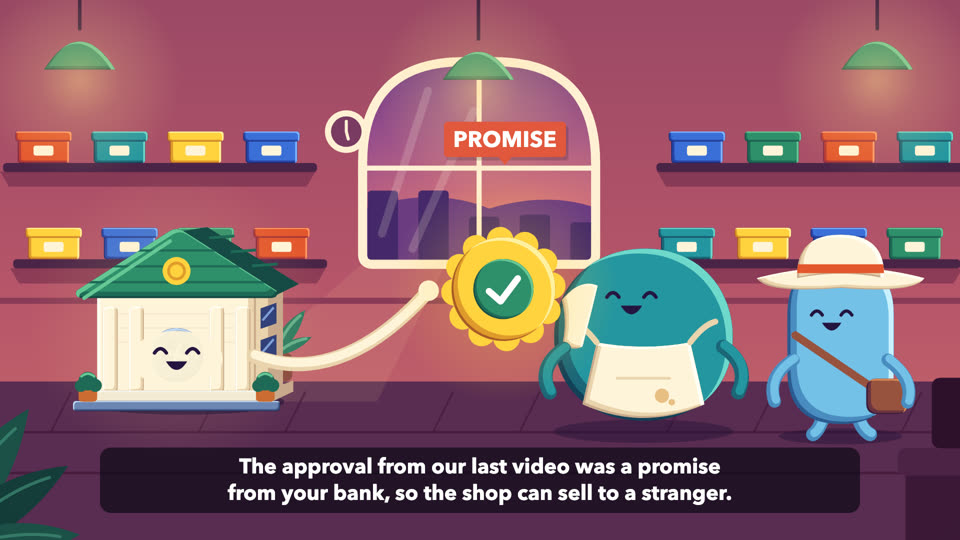 PROMISE
The approval from our last video was a promise
from your bank, so the shop can sell to a stranger.